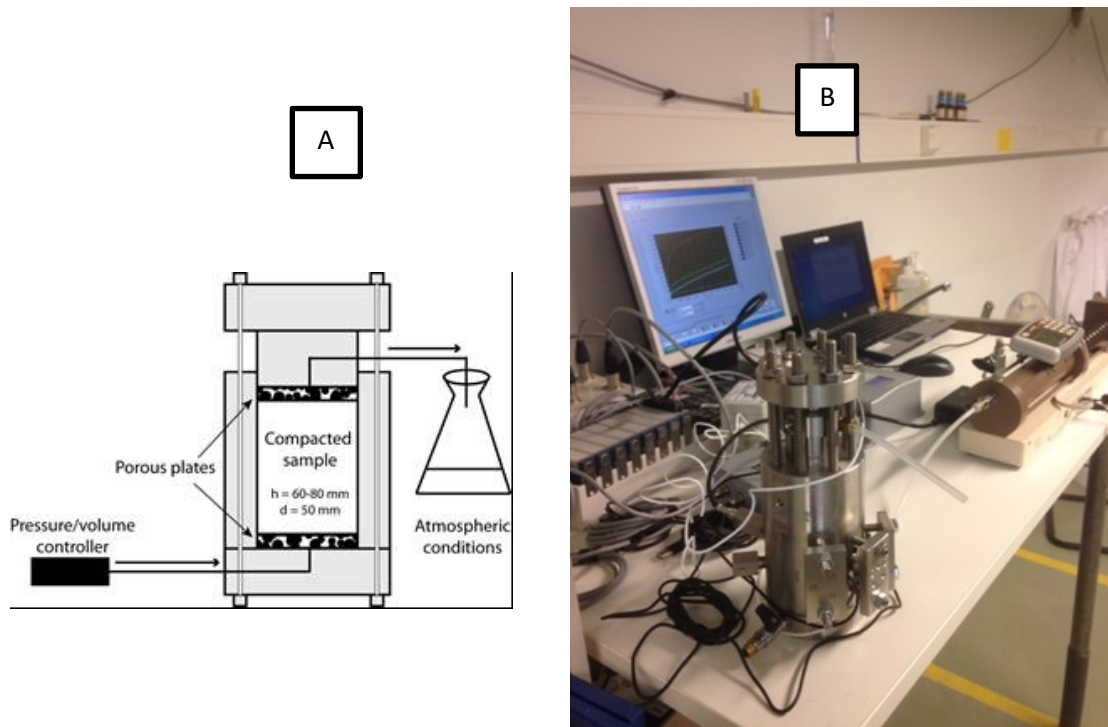 A
B
Compacted
sample
h = 60-80 mm
d = 50 mm
Porous plates
Pressure/volume
controller
Atmospheric
conditions